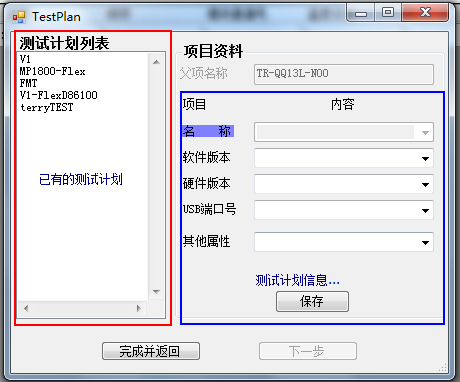 TestPlan
测试计划列表
V1
MP1800-Flex
FMT
V1-FlexD86100
terryTEST
已有的测试计划
项目资料
父项名称 TR-QQ13L-N00
项目 内容
名 称
软件版本
硬件版本
USB端口号
其他属性
测试计划信息...
保存
完成并返回 下一步